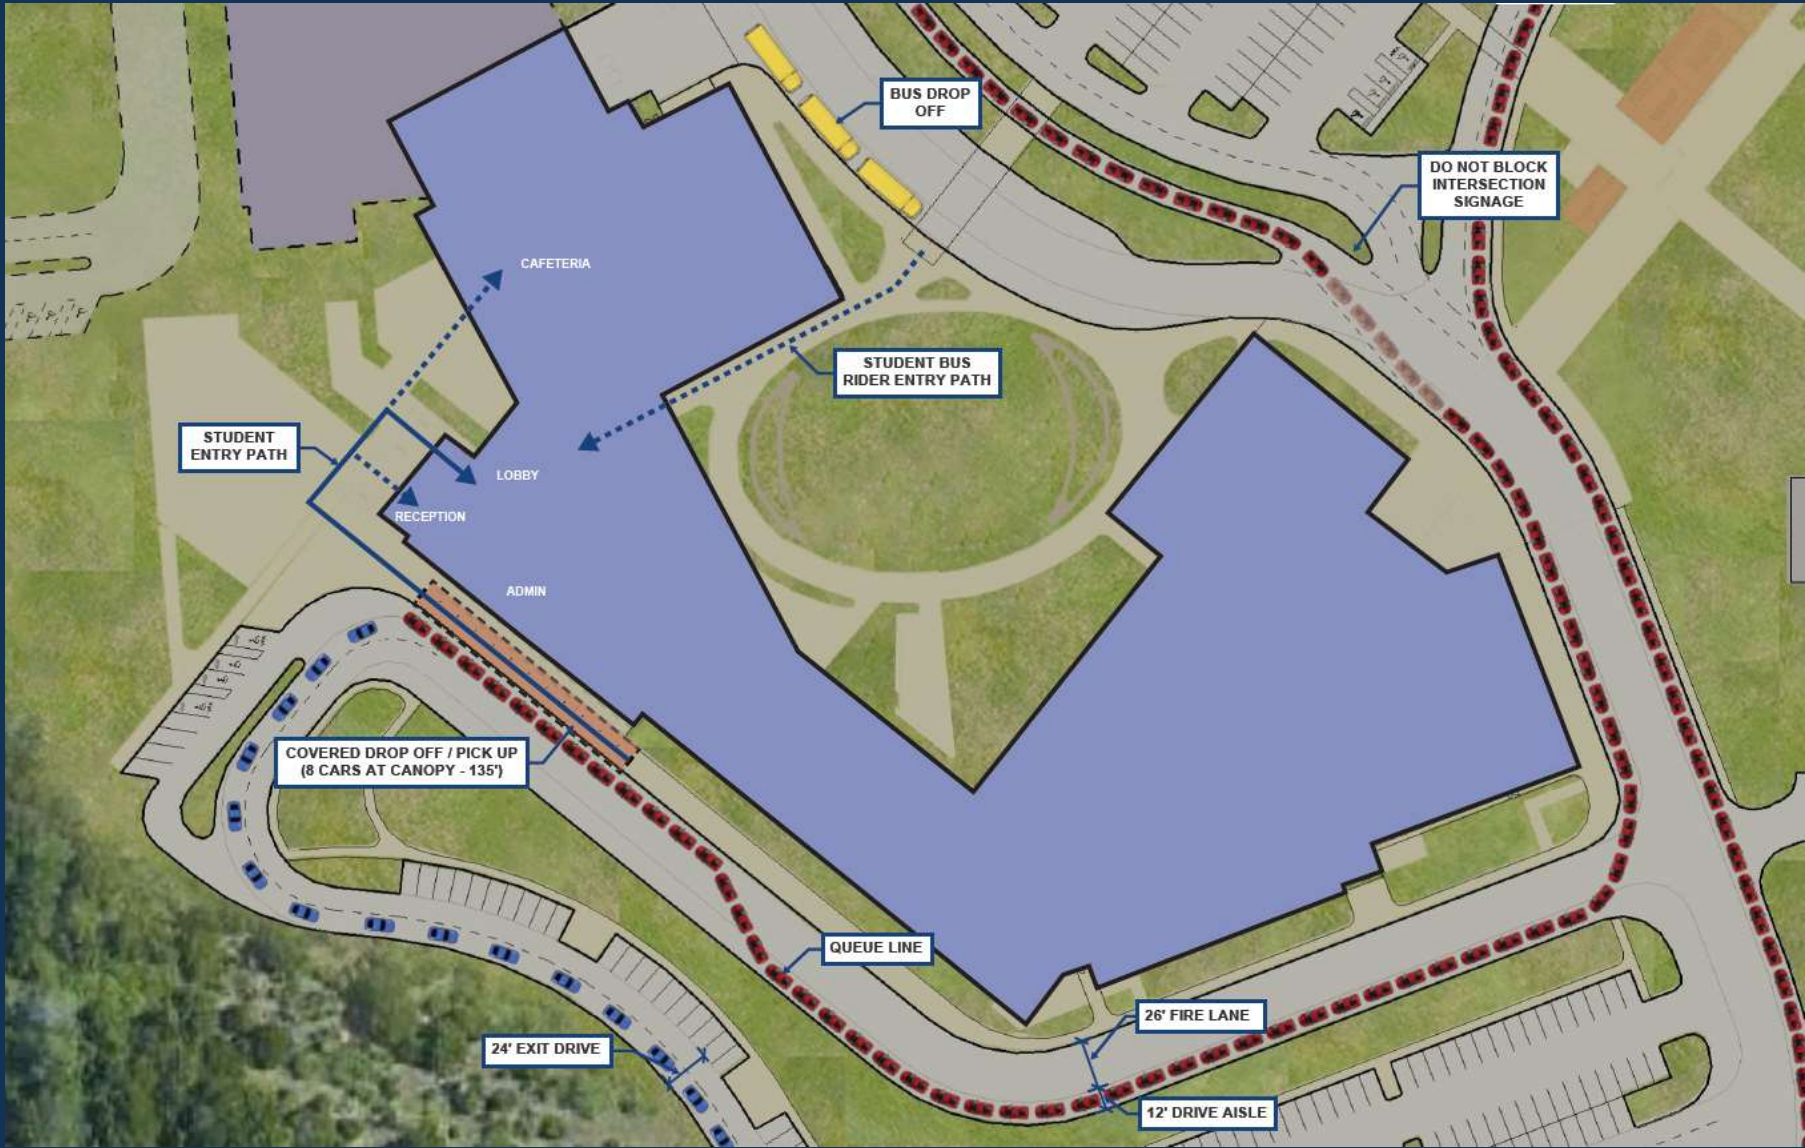 BUS DROP
OFF
DO NOT BLOCK
INTERSECTION
SIGNAGE
CAFETERIA
STUDENT BUS
RIDER ENTRY PATH
STUDENT
ENTRY PATH
LOBBY
RECEPTION
ADMIN
COVERED DROP OFF / PICK UP
(8 CARS AT CANOPY - 135')
QUEUE LINE
26' FIRE LANE
24' EXIT DRIVE
12' DRIVE AISLE